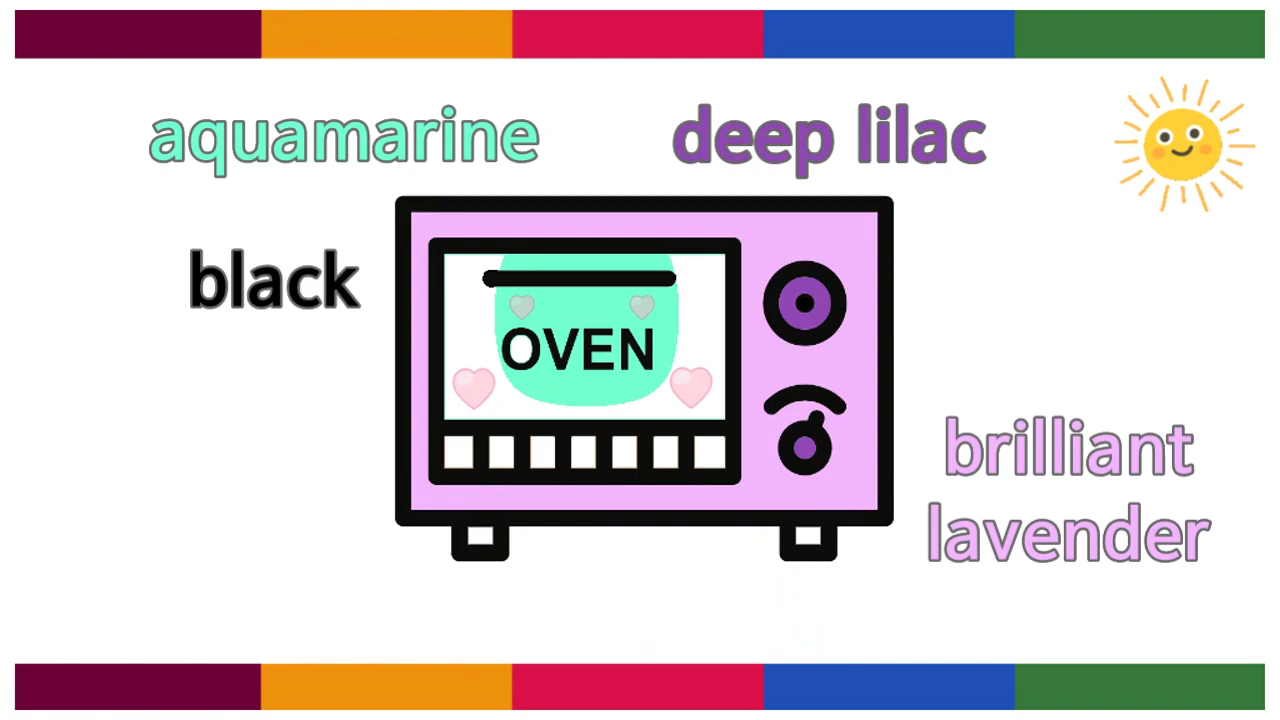 aquamarine
deep lilac
black
OVEN
brilliant
lavender